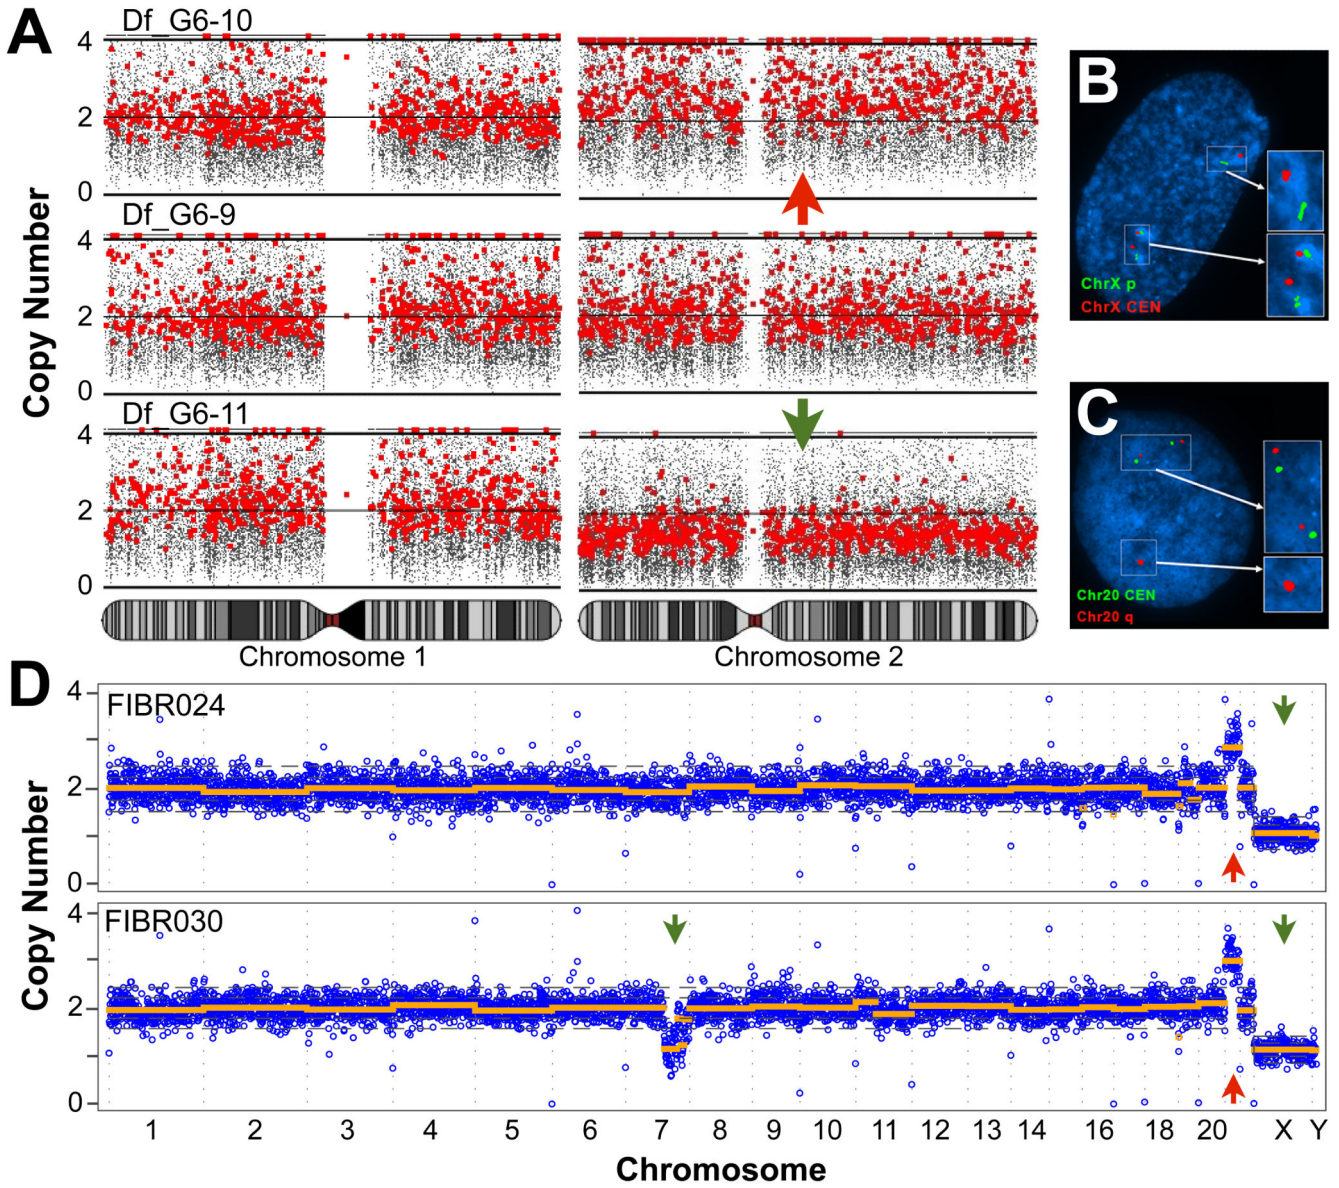 A
Df_G6-10
4
2
0
Df_G6-9
4
2
0
Df_G6-11
4
2
0
Copy Number
Chromosome 1
Chromosome 2
B
ChrX p
ChrX CEN
C
Chr20 CEN
Chr20 q
D
FIBR024
4
2
0
Copy Number
FIBR030
4
2
0
Copy Number
1 2 3 4 5 6 7 8 9 10 11 12 13 14 16 18 20 X Y
Chromosome